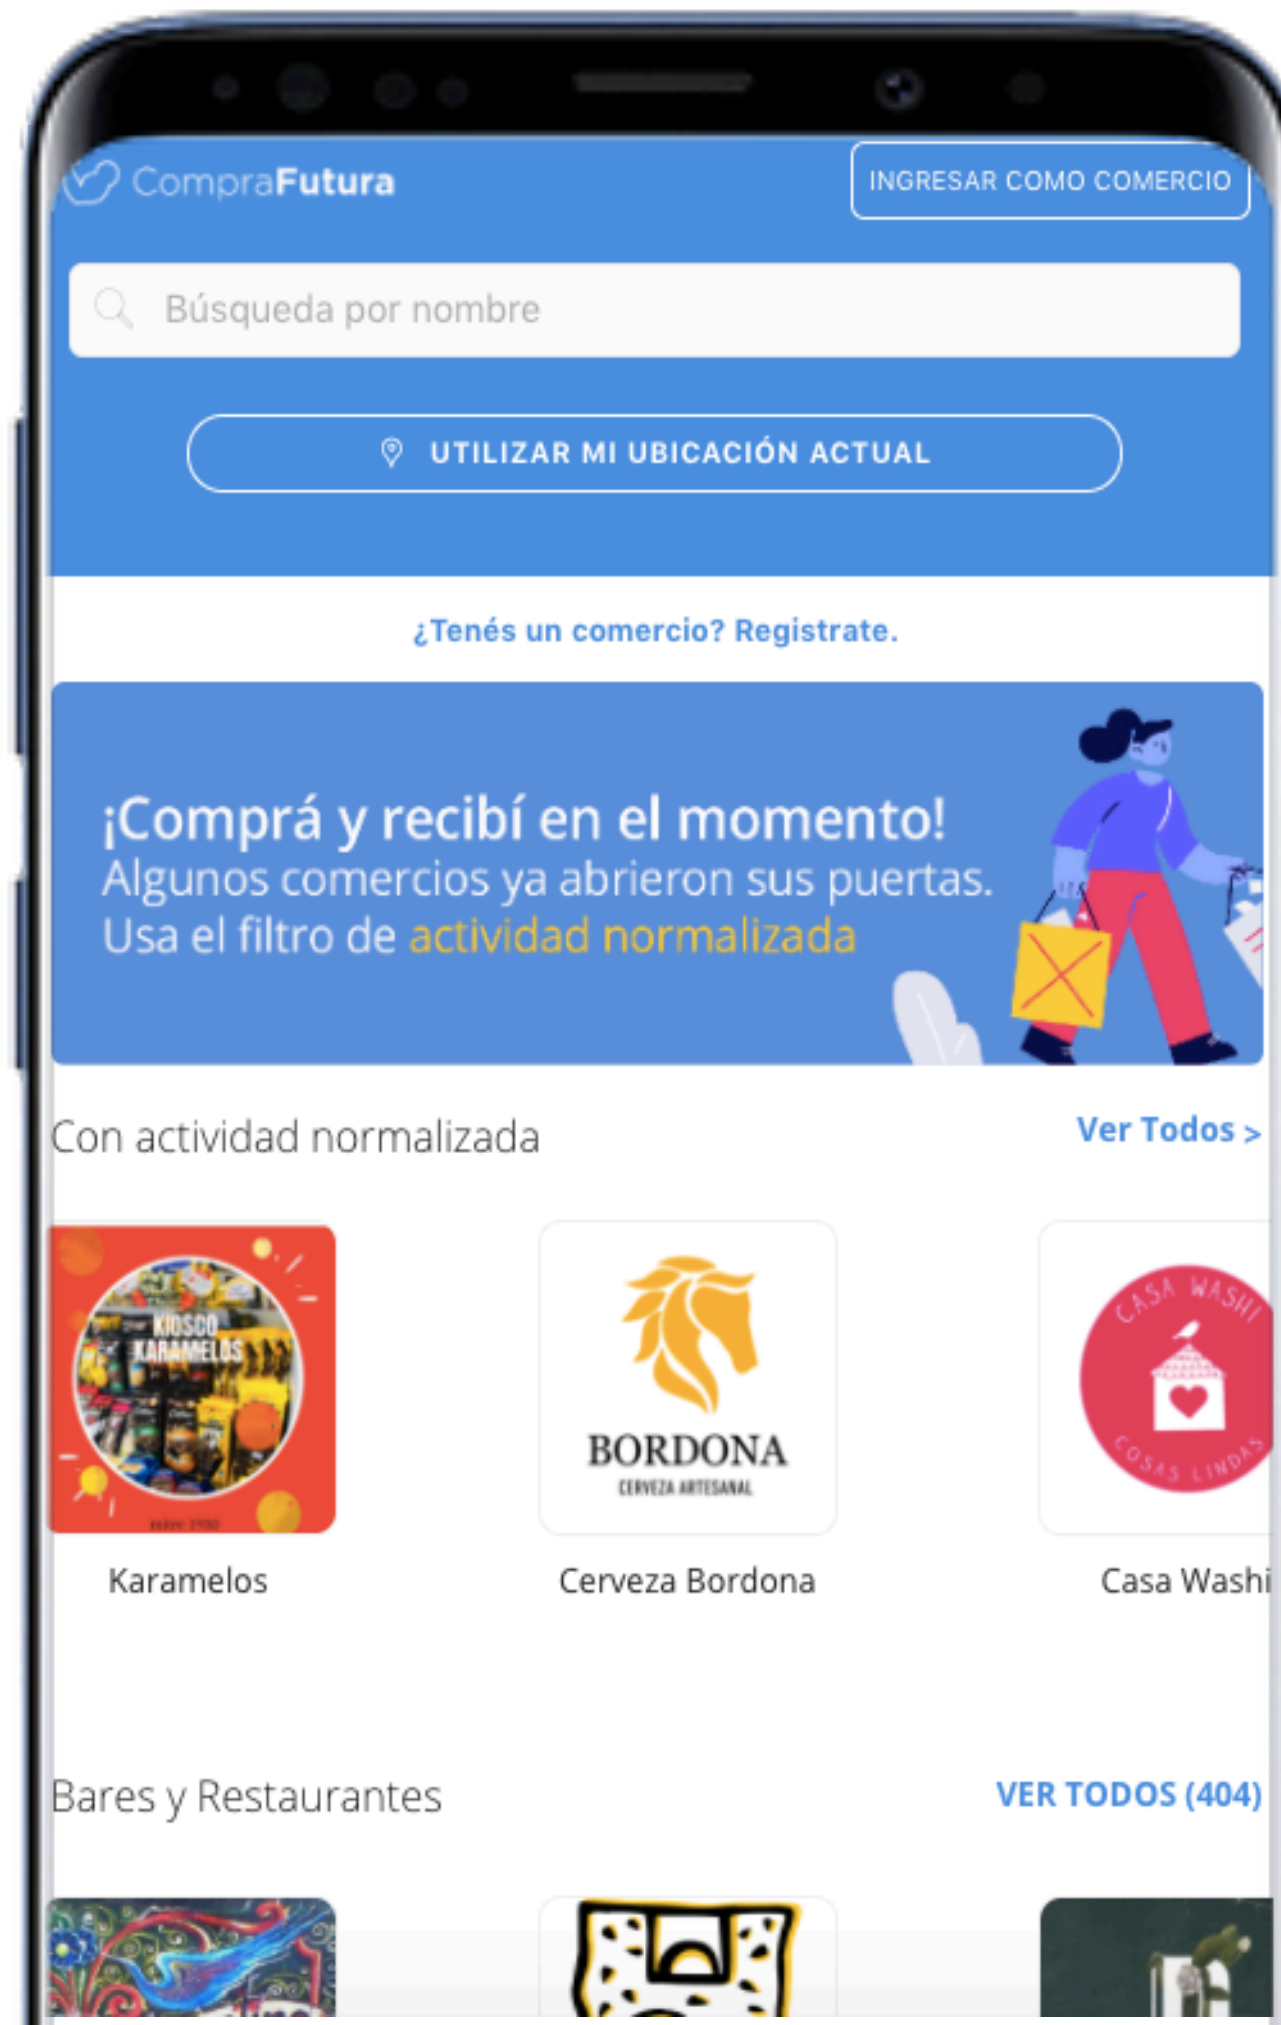 CompraFutura
INGRESAR COMO COMERCIO
Búsqueda por nombre
UTILIZAR MI UBICACIÓN ACTUAL
¿Tenés un comercio? Registrate.
¡Comprá y recibí en el momento!
Algunos comercios ya abrieron sus puertas.
Usa el filtro de actividad normalizada
Con actividad normalizada
Ver Todos >
KIOSCO
KARAMELOS
mitre 1930
BORDONA
CERVEZA ARTESANAL
CASA WASHI
COSAS LINDAS
Karamelos
Cerveza Bordona
Casa Washi
Bares y Restaurantes
VER TODOS (404)